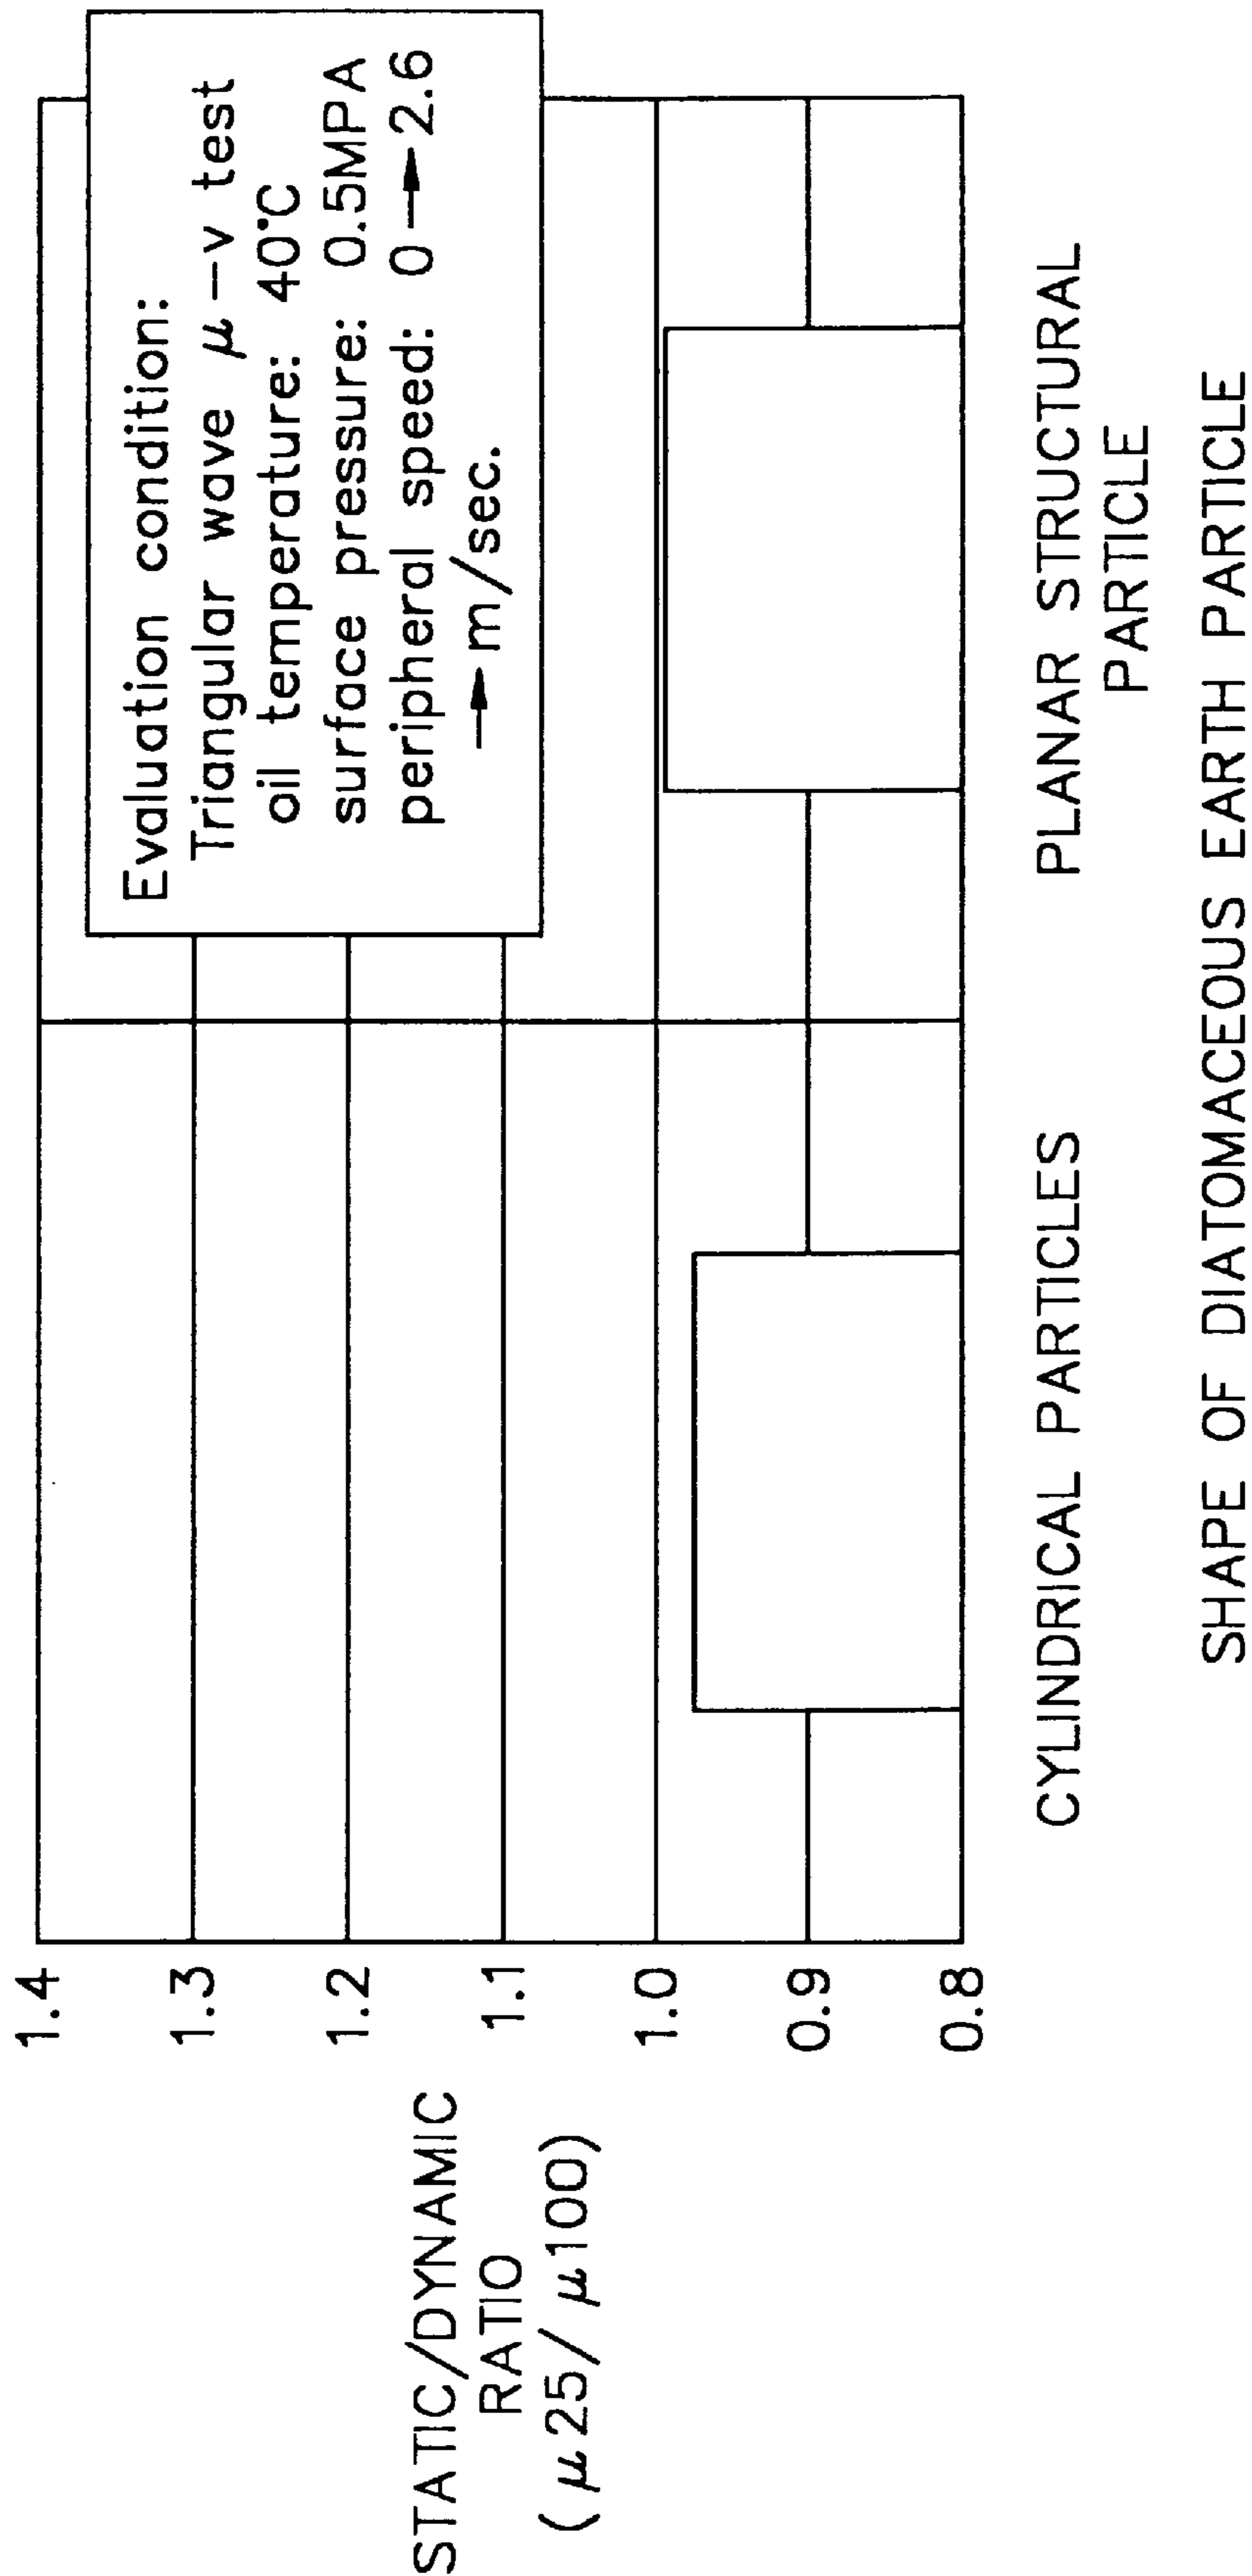 STATIC/DYNAMIC
RATIO
( μ25/ μ100)
1.4
1.3
1.2
1.1
1.0
0.9
0.8
Evaluation condition:
Triangular wave μ-v test
oil temperature: 40°C
surface pressure: 0.5MPA
peripheral speed: 0→2.6
→m/sec.
CYLINDRICAL PARTICLES
PLANAR STRUCTURAL
PARTICLE
SHAPE OF DIATOMACEOUS EARTH PARTICLE